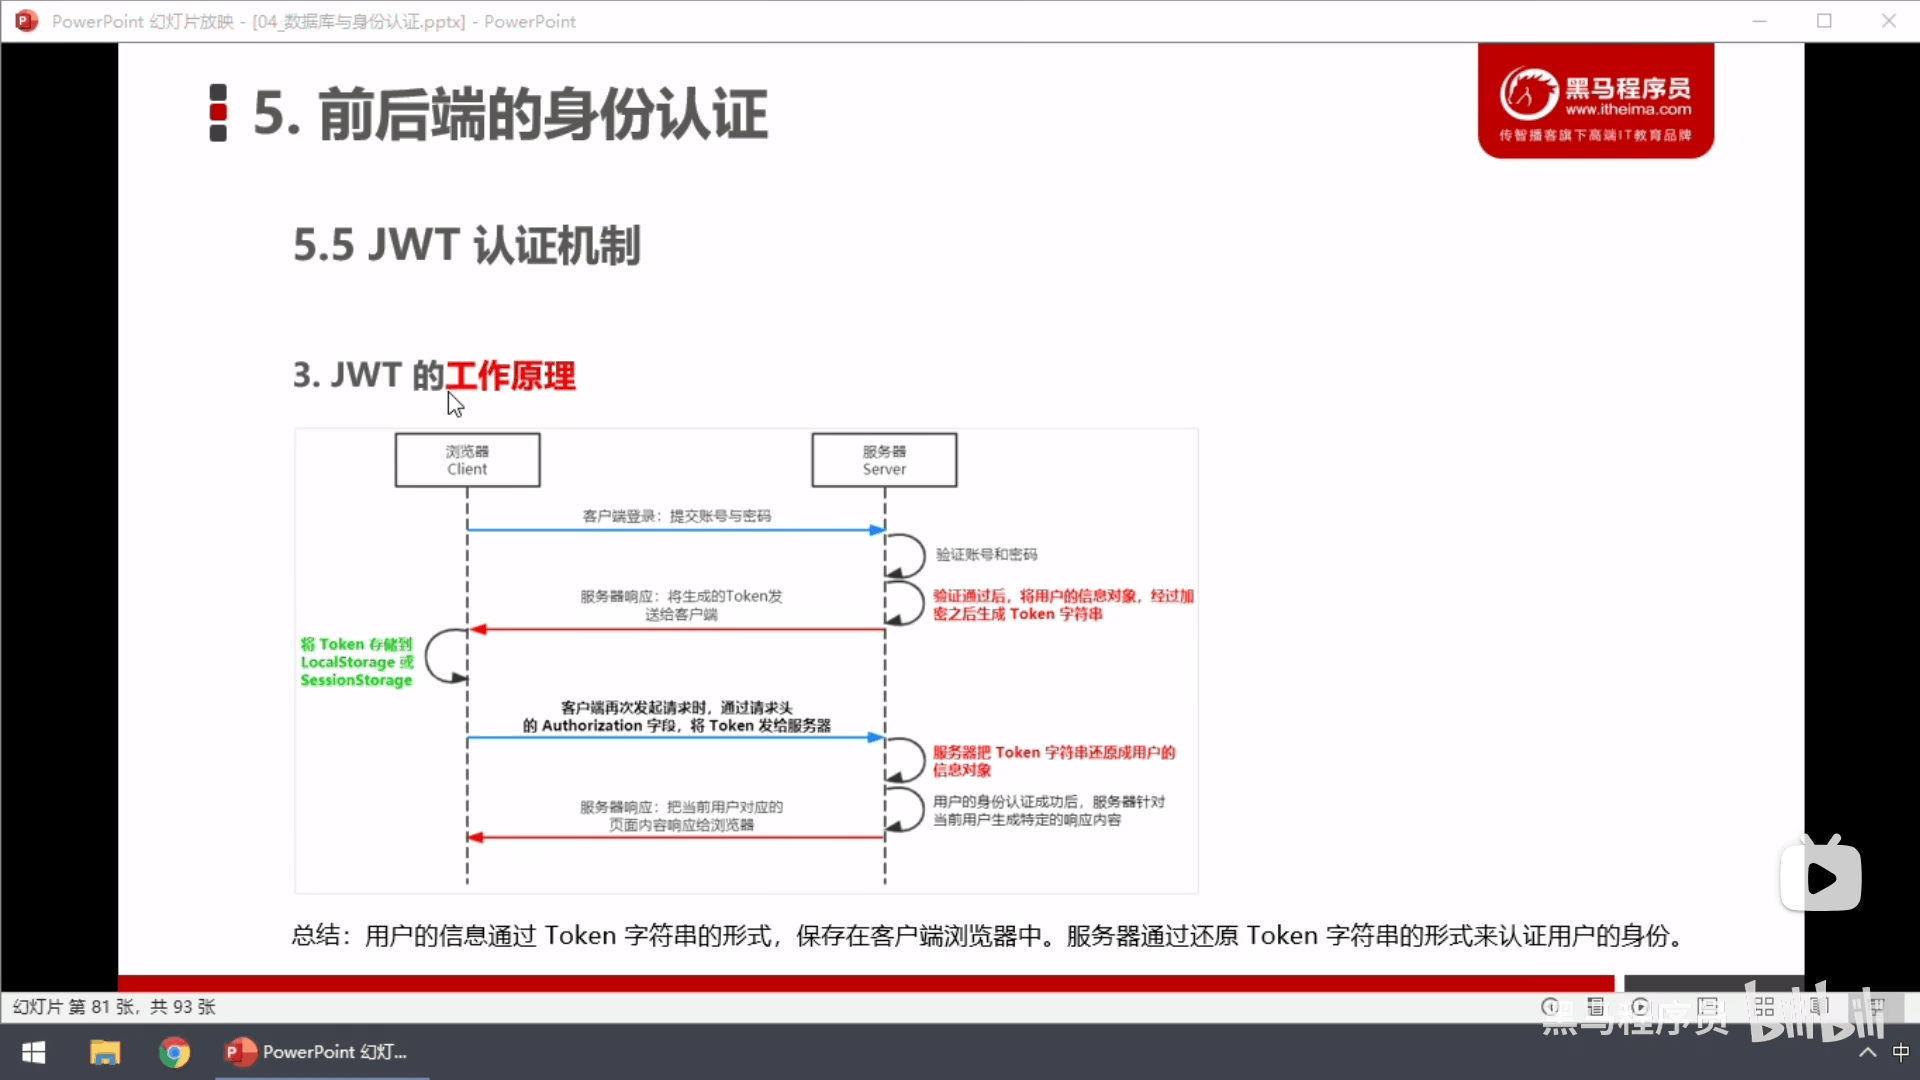 PowerPoint 幻灯片放映 - [04_数据库与身份认证.pptx] - PowerPoint
5. 前后端的身份认证
黑马程序员
www.itheima.com
传智播客旗下高端IT教育品牌
5.5 JWT 认证机制
3. JWT 的工作原理
浏览器
Client
服务器
Server
客户端登录：提交账号与密码
验证账号和密码
验证通过后，将用户的信息对象，经过加
密之后生成 Token 字符串
服务器响应：将生成的Token发
送给客户端
将 Token 存储到
LocalStorage 或
SessionStorage
客户端再次发起请求时，通过请求头
的 Authorization 字段，将 Token 发给服务器
服务器把 Token 字符串还原成用户的
信息对象
用户的身份认证成功后，服务器针对
当前用户生成特定的响应内容
服务器响应：把当前用户对应的
页面内容响应给浏览器
总结：用户的信息通过 Token 字符串的形式，保存在客户端浏览器中。服务器通过还原 Token 字符串的形式来认证用户的身份。
幻灯片 第 81 张，共 93 张
黑马程序员 bilibili
PowerPoint 幻灯...
中